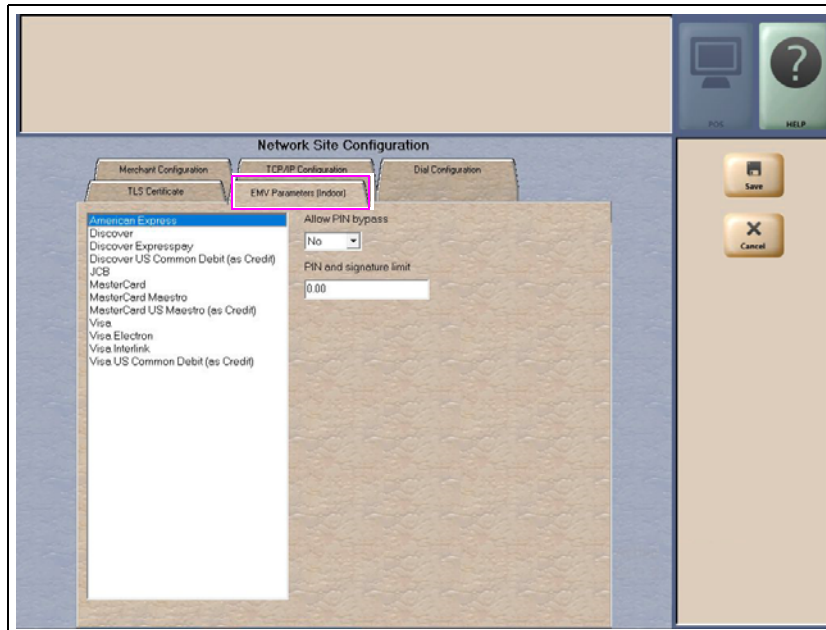 POS
HELP
Network Site Configuration
Merchant Configuration
TCP/IP Configuration
Dial Configuration
TLS Certificate
EMV Parameters [Indoor]
American Express
Discover
Discover Expresspay
Discover US Common Debit (as Credit)
JCB
MasterCard
MasterCard Maestro
MasterCard US Maestro (as Credit)
Visa
Visa Electron
Visa Interlink
Visa US Common Debit (as Credit)
Allow PIN bypass
No
PIN and signature limit
0.00
Save
Cancel